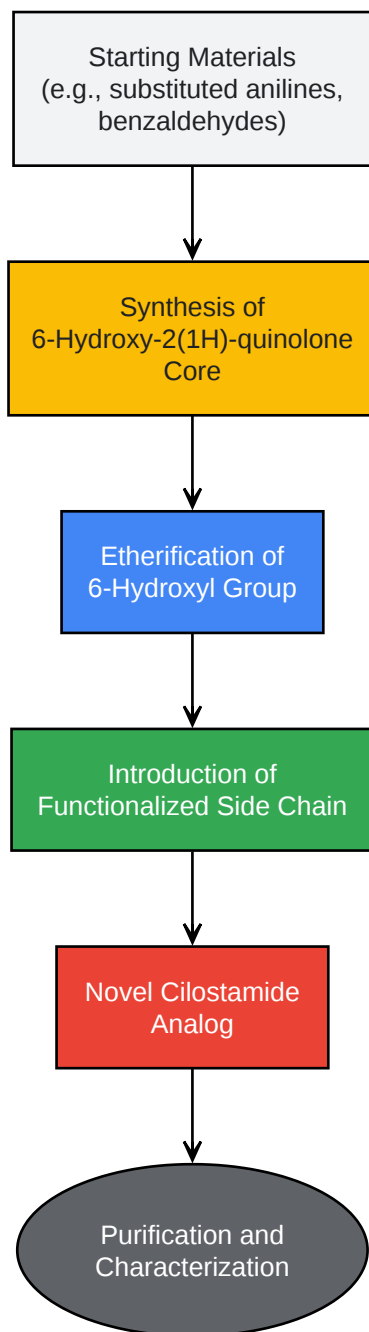 Starting Materials
(e.g., substituted anilines,
benzaldehydes)
Synthesis of
6-Hydroxy-2(1H)-quinolone
Core
Etherification of
6-Hydroxyl Group
Introduction of
Functionalized Side Chain
Novel Cilostamide
Analog
Purification and
Characterization